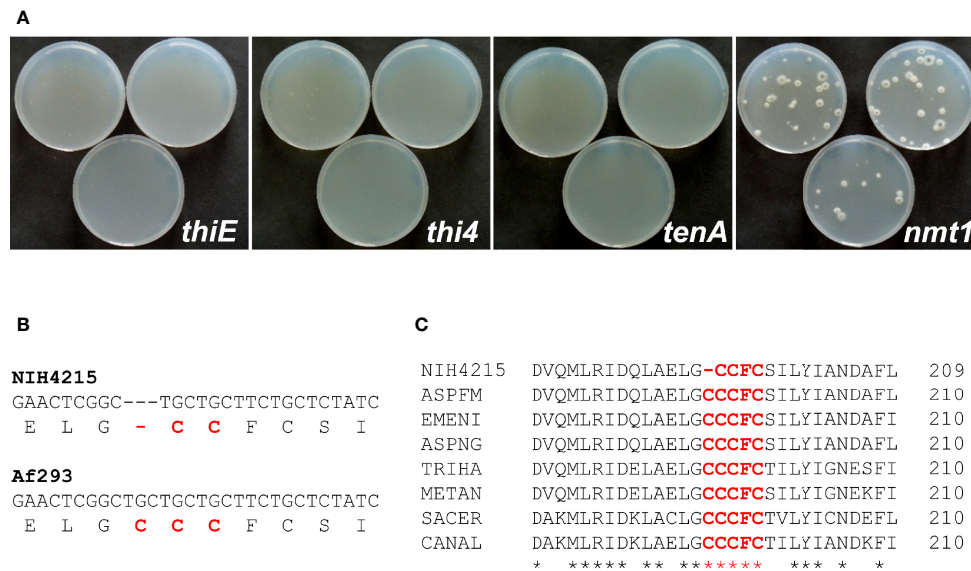 A
thiE
thi4
tenA
nmt1
B
NIH4215
GAACTCGGC---TGCTGCTTCTGCTCTATC
E L G - C C F C S I
Af293
GAACTCGGCTGCTGCTGCTTCTGCTCTATC
E L G C C C F C S I
C
NIH4215 DVQMLRIDQLAELG-CCFCSILYIANDAFL 209
ASPFM DVQMLRIDQLAELGCCCFCSILYIANDAFL 210
EMENI DVQMLRIDQLAELGCCCFCSILYIANDAFI 210
ASPNG DVQMLRIDQLAELGCCCFCSILYIANDAFL 210
TRIHA DVQMLRIDELAELGCCCFCTILYIGNESFI 210
METAN DVQMLRIDELAELGCCCFCSILYIGNEKFI 210
SACER DAKMLRIDKLACLGCCCFCTVLYICNDEFL 210
CANAL DAKMLRIDKLAELGCCCFCTILYIANDKFI 210
* ***** ** ******* *** * *